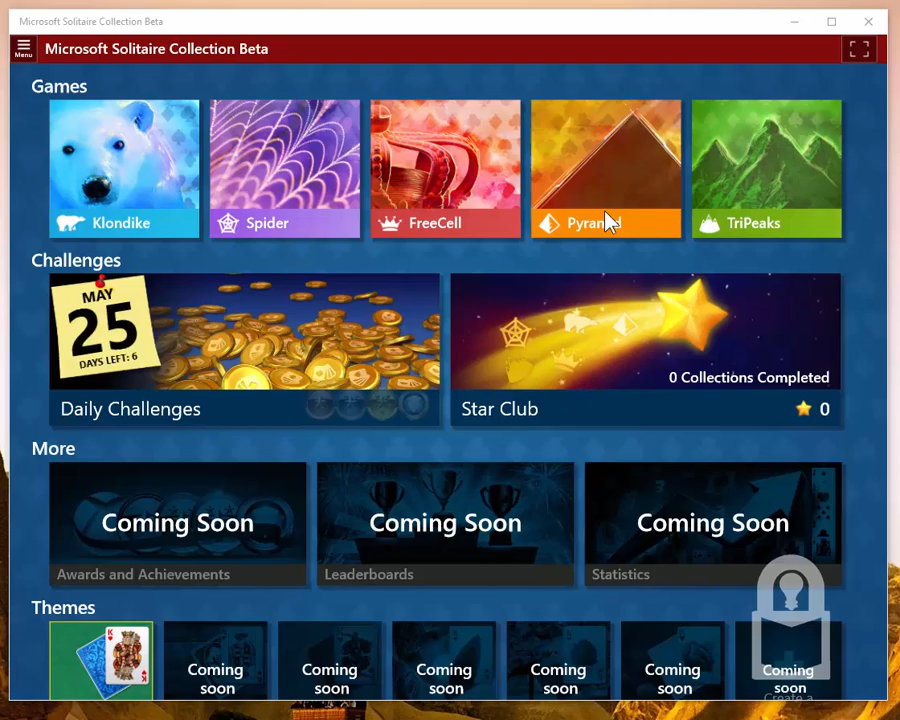 Microsoft Solitaire Collection Beta
Menu
Microsoft Solitaire Collection Beta
Games
Klondike
Spider
FreeCell
Pyramid
TriPeaks
Challenges
MAY
25
DAYS LEFT: 6
0 Collections Completed
Daily Challenges
Star Club
0
More
Coming Soon
Awards and Achievements
Coming Soon
Leaderboards
Coming Soon
Statistics
Themes
K
K
Coming
soon
Coming
soon
Coming
soon
Coming
soon
Coming
soon
Coming
soon
Create a